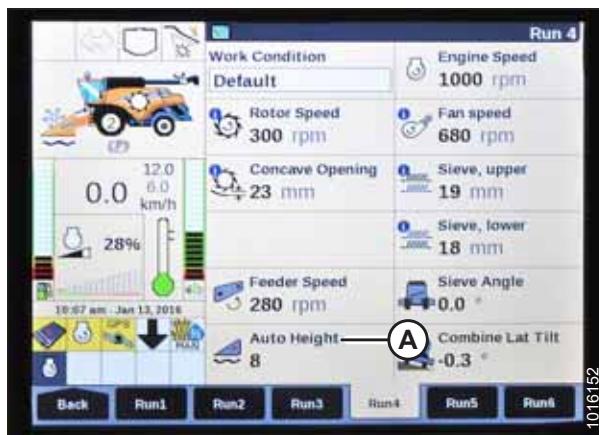 Run 4
Work Condition
Default
Engine Speed
1000 rpm
Rotor Speed
300 rpm
Fan speed
680 rpm
Concave Opening
23 mm
Sieve, upper
19 mm
Sieve, lower
18 mm
Feeder Speed
280 rpm
Sieve Angle
0.0 °
Auto Height
8
A
Combine Lat Tilt
-0.3 °
2
(P)
0.0
12.0
6.0
km/h
28%
10:07 am - Jan 13, 2016
GPS
MAN
Back
Run1
Run2
Run3
Run4
Run5
Run6
1016152